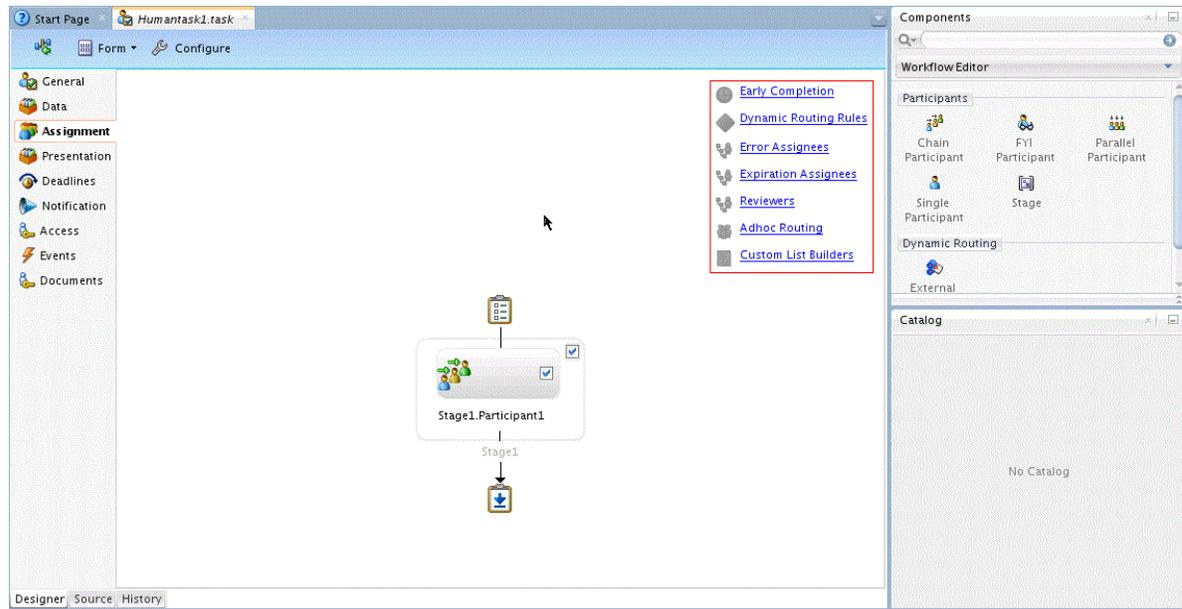 Start Page
Humantask1.task
Form
Configure
General
Data
Assignment
Presentation
Deadlines
Notification
Access
Events
Documents
Early Completion
Dynamic Routing Rules
Error Assignees
Expiration Assignees
Reviewers
Adhoc Routing
Custom List Builders
Stage1.Participant1
Stage1
Designer Source History
Components
Workflow Editor
Participants
Chain
Participant
FYI
Participant
Parallel
Participant
Single
Participant
Stage
Dynamic Routing
External
Catalog
No Catalog